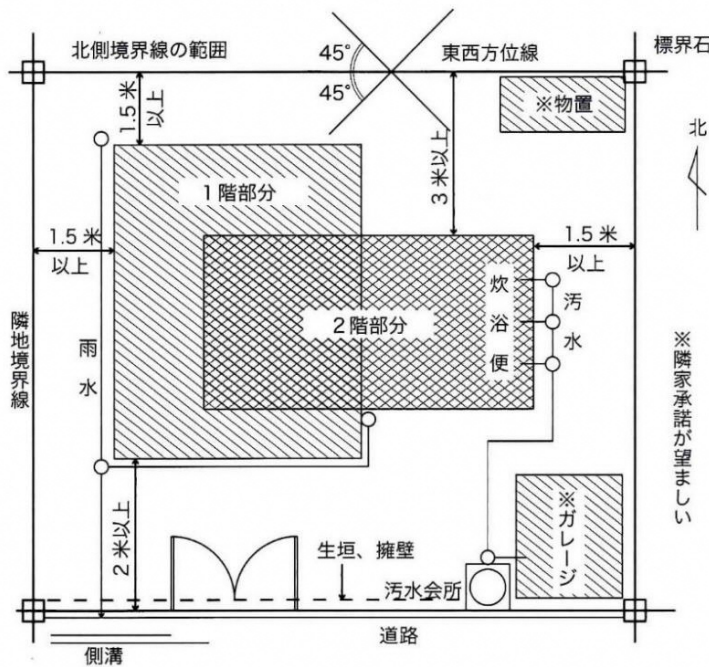 北側境界線の範囲
45°
45°
東西方位線
標界石
1.5米
以上
3米以上
※物置
北
1階部分
1.5米
以上
1.5米
以上
2階部分
炊
浴
便
汚水
隣地境界線
雨水
※隣家承諾が望ましい
2米以上
※ガレージ
生垣、擁壁
汚水会所
道路
側溝